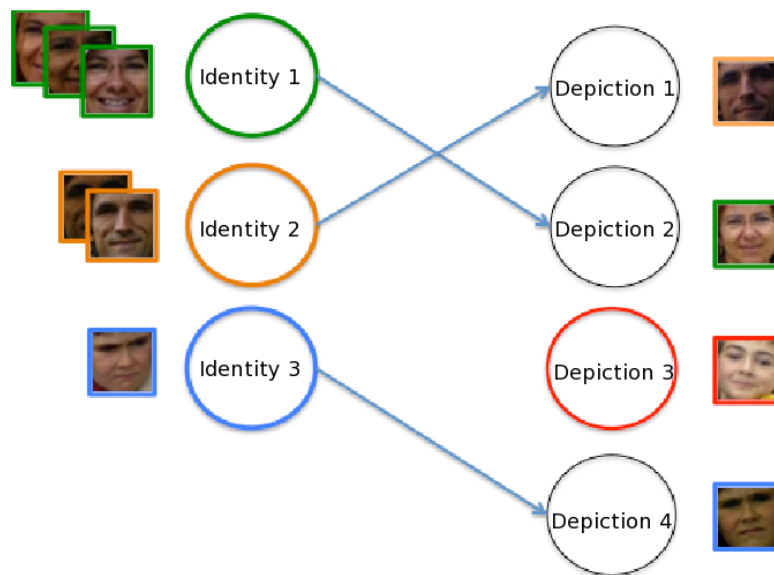 Identity 1
Depiction 1
Identity 2
Depiction 2
Identity 3
Depiction 3
Depiction 4